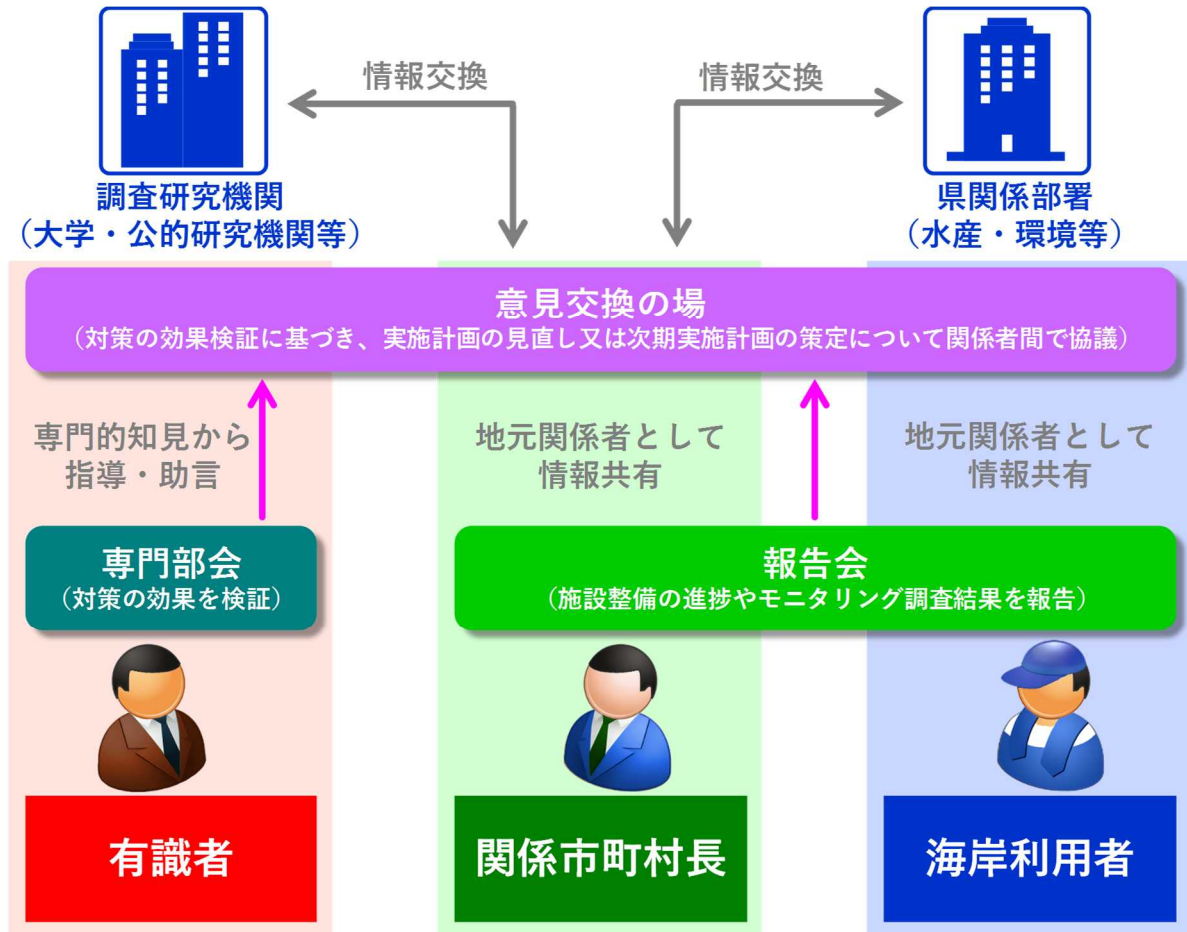 情報交換
情報交換
調査研究機関
（大学・公的研究機関等）
県関係部署
（水産・環境等）
意見交換の場
（対策の効果検証に基づき、実施計画の見直し又は次期実施計画の策定について関係者間で協議）
専門的知見から
指導・助言
地元関係者として
情報共有
地元関係者として
情報共有
専門部会
（対策の効果を検証）
報告会
（施設整備の進捗やモニタリング調査結果を報告）
有識者
関係市町村長
海岸利用者